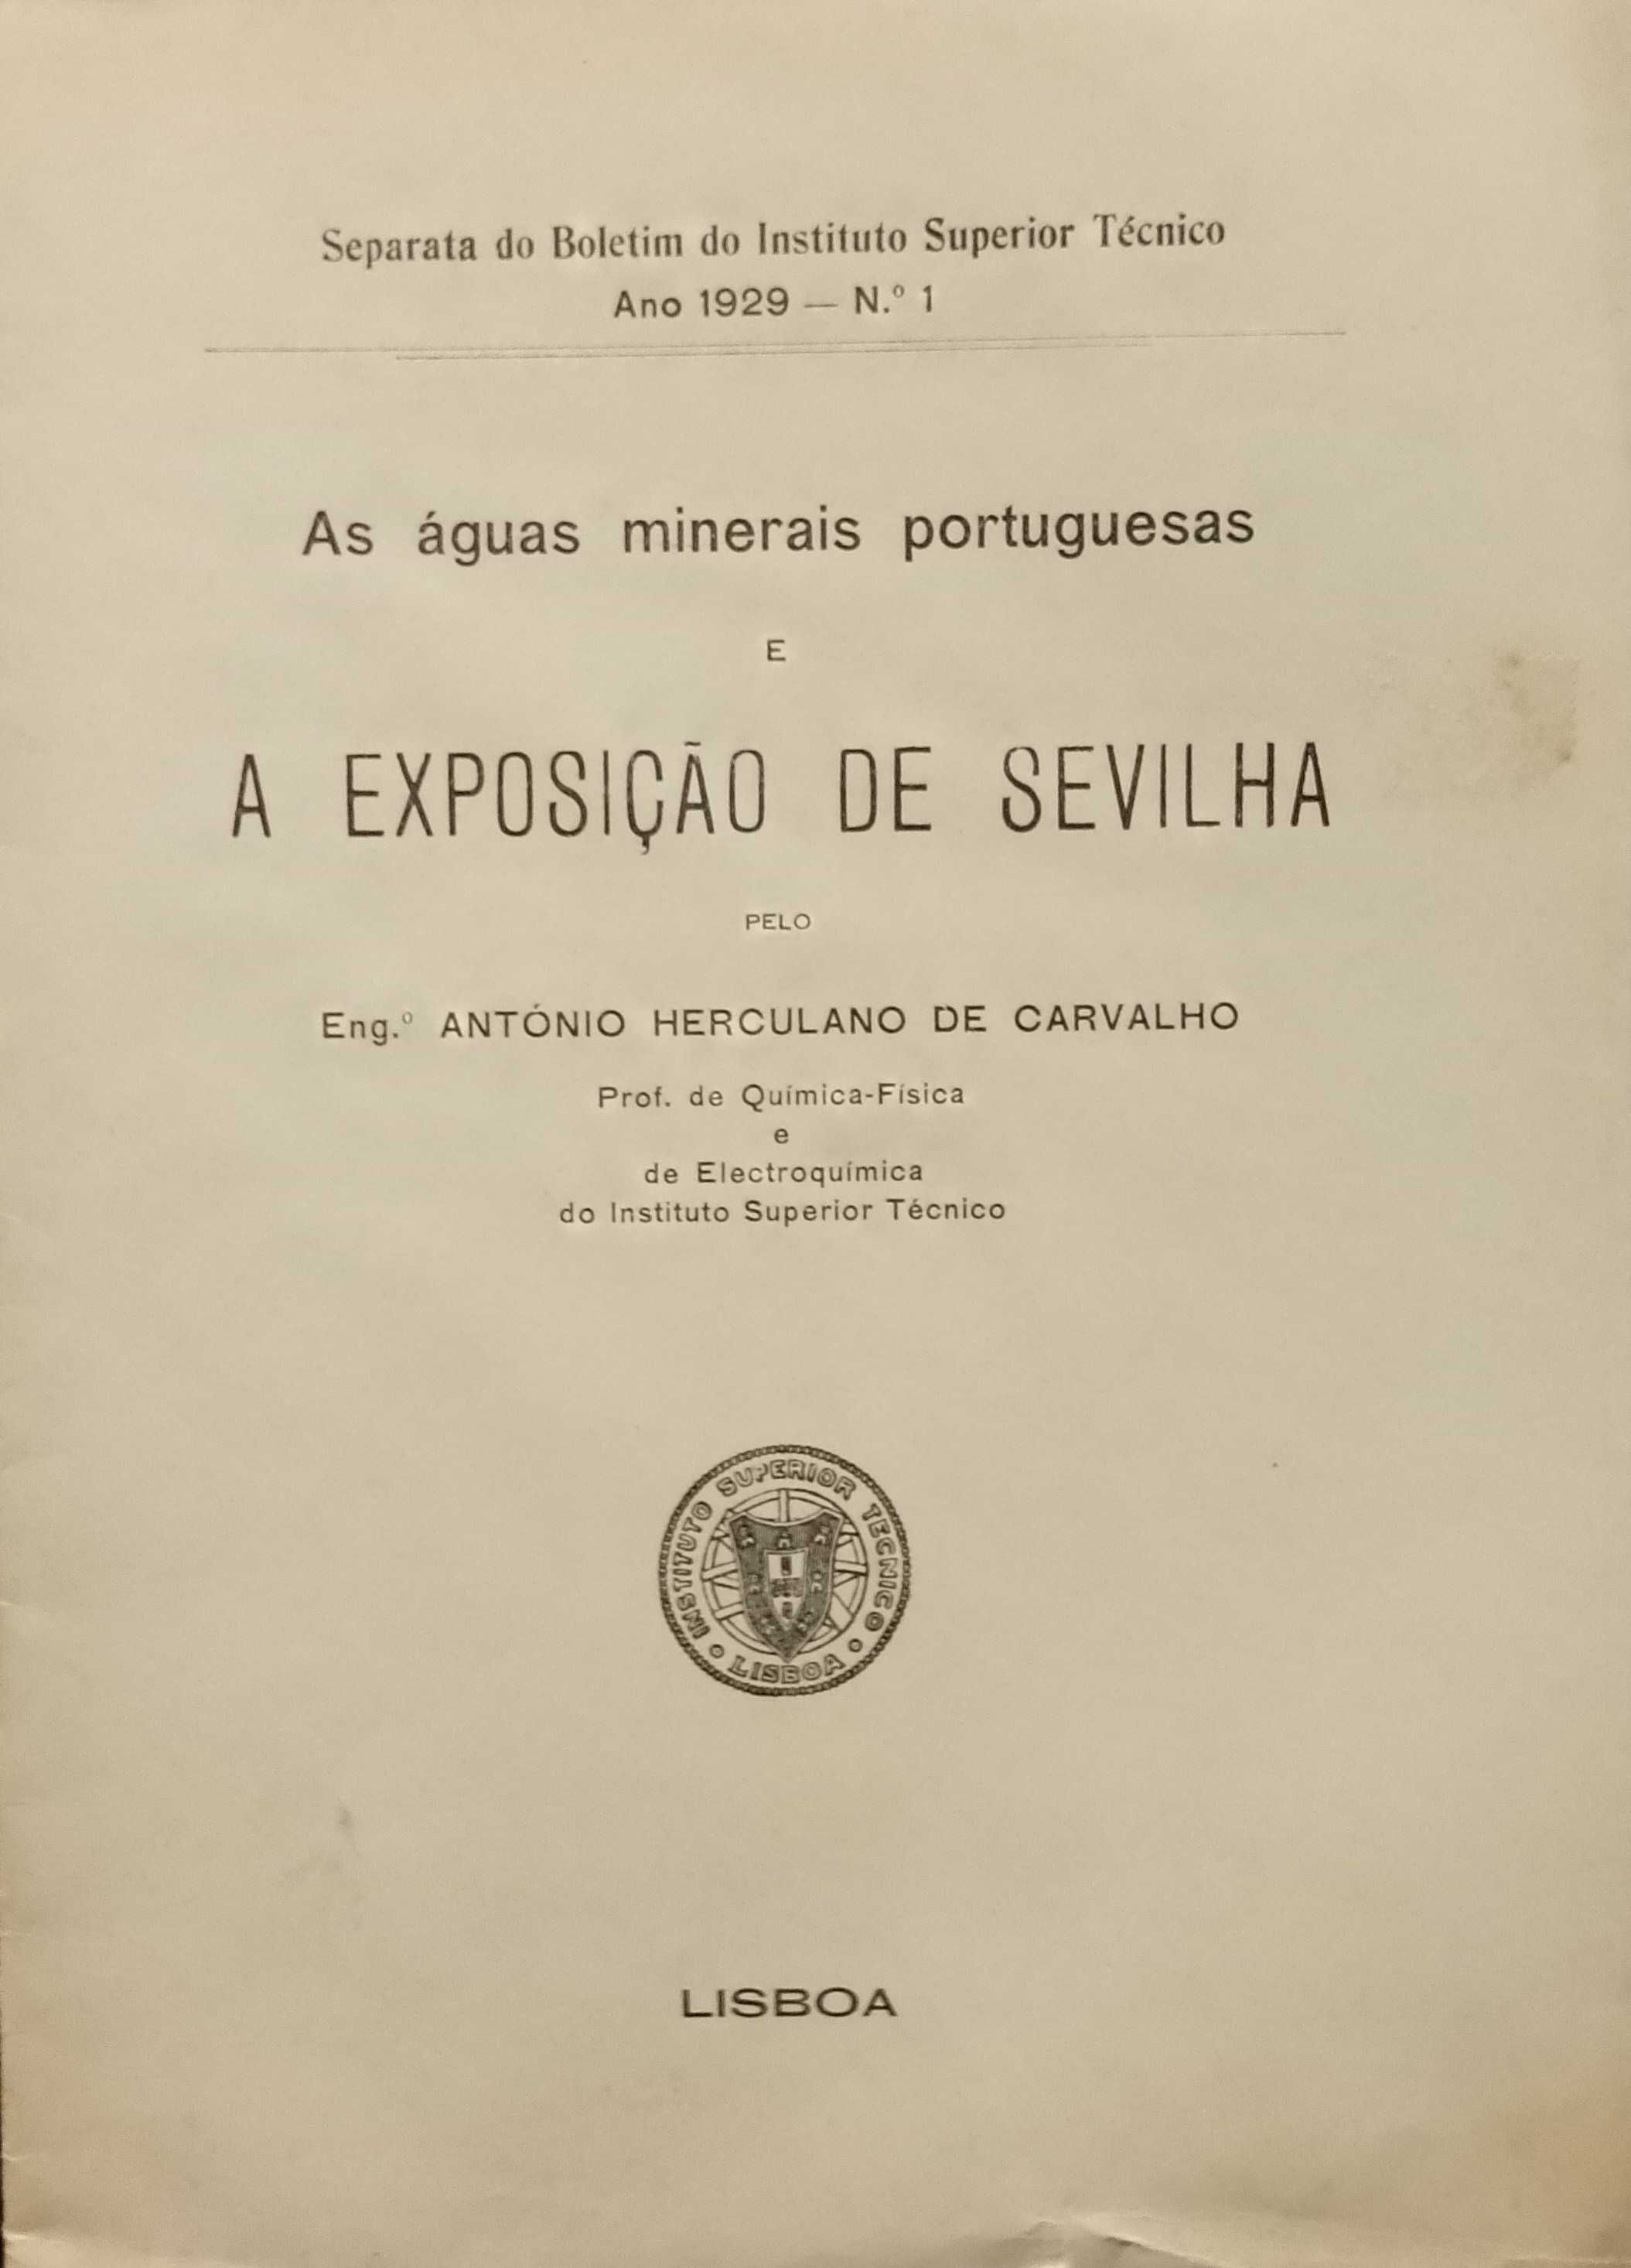 Separata do Boletim do Instituto Superior Técnico
Ano 1929 — N.º 1
As águas minerais portuguesas
E
A EXPOSIÇÃO DE SEVILHA
PELO
Eng.º ANTÓNIO HERCULANO DE CARVALHO
Prof. de Química-Física
e
de Electroquímica
do Instituto Superior Técnico
INSTITUTO SUPERIOR TECNICO
LISBOA
LISBOA